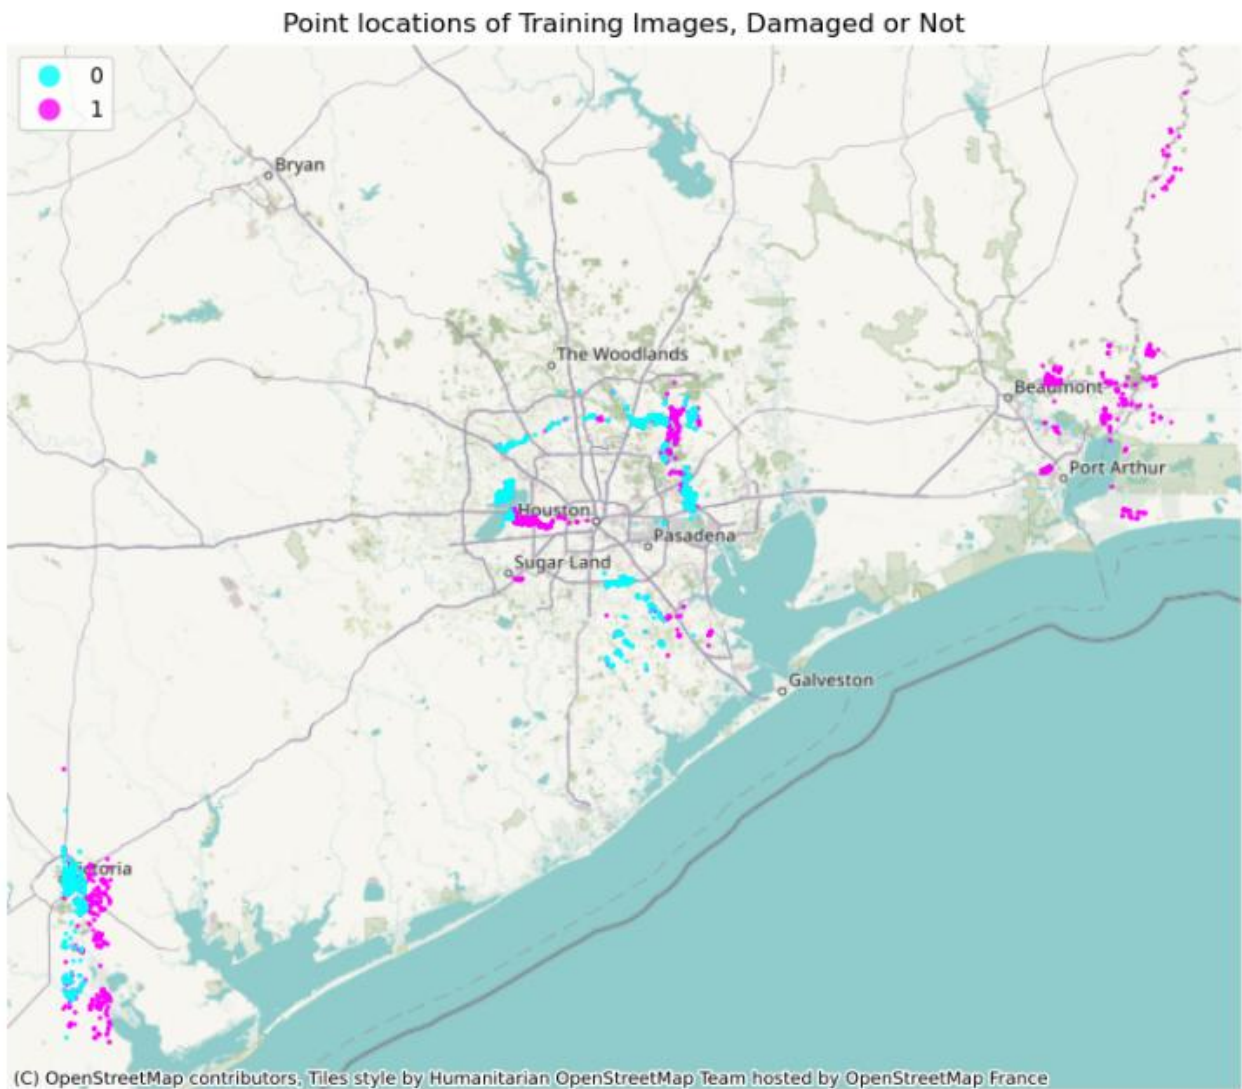 Point locations of Training Images, Damaged or Not
0
1
Bryan
The Woodlands
Beaumont
Port Arthur
Houston
Pasadena
Sugar Land
Galveston
Victoria
(C) OpenStreetMap contributors, Tiles style by Humanitarian OpenStreetMap Team hosted by OpenStreetMap France